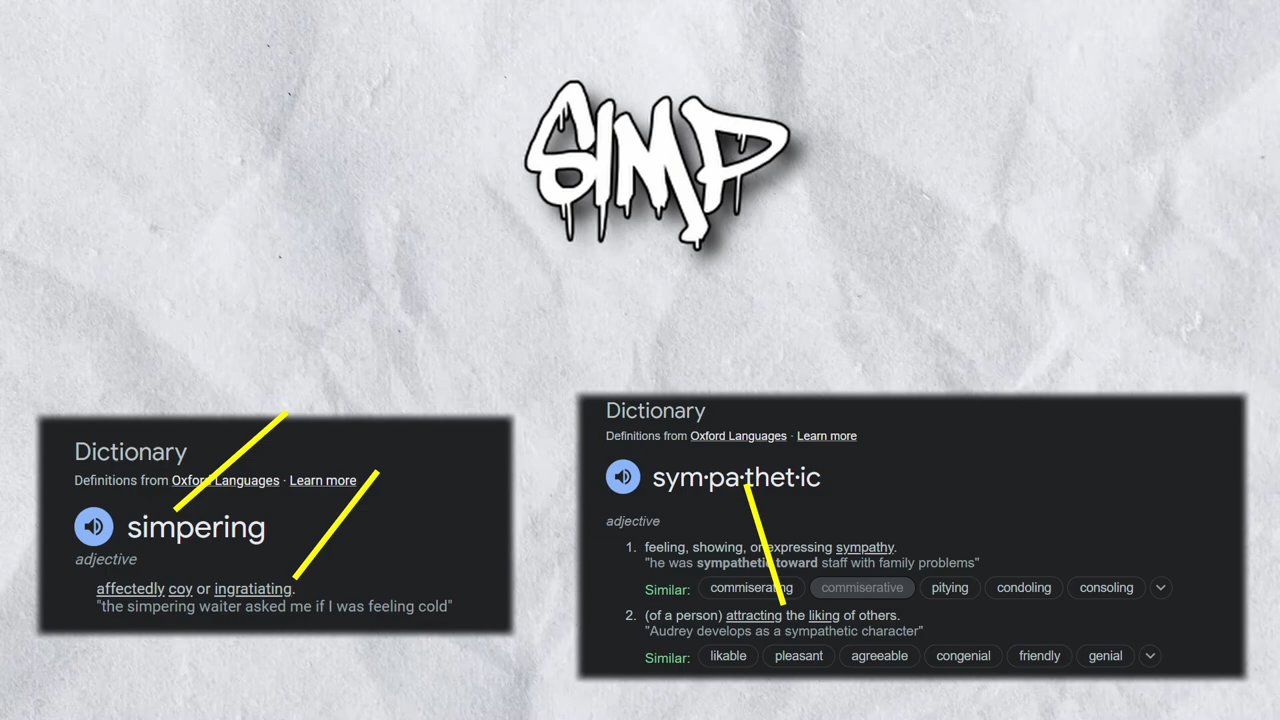 SIMP
Dictionary
Definitions from Oxford Languages · Learn more
simpering
adjective
affectedly coy or ingratiating.
"the simpering waiter asked me if I was feeling cold"
Dictionary
Definitions from Oxford Languages · Learn more
sym·pa·thet·ic
adjective
1. feeling, showing, or expressing sympathy.
"he was sympathetic toward staff with family problems"
Similar: commiserating commiserative pitying condoling consoling
2. (of a person) attracting the liking of others.
"Audrey develops as a sympathetic character"
Similar: likable pleasant agreeable congenial friendly genial